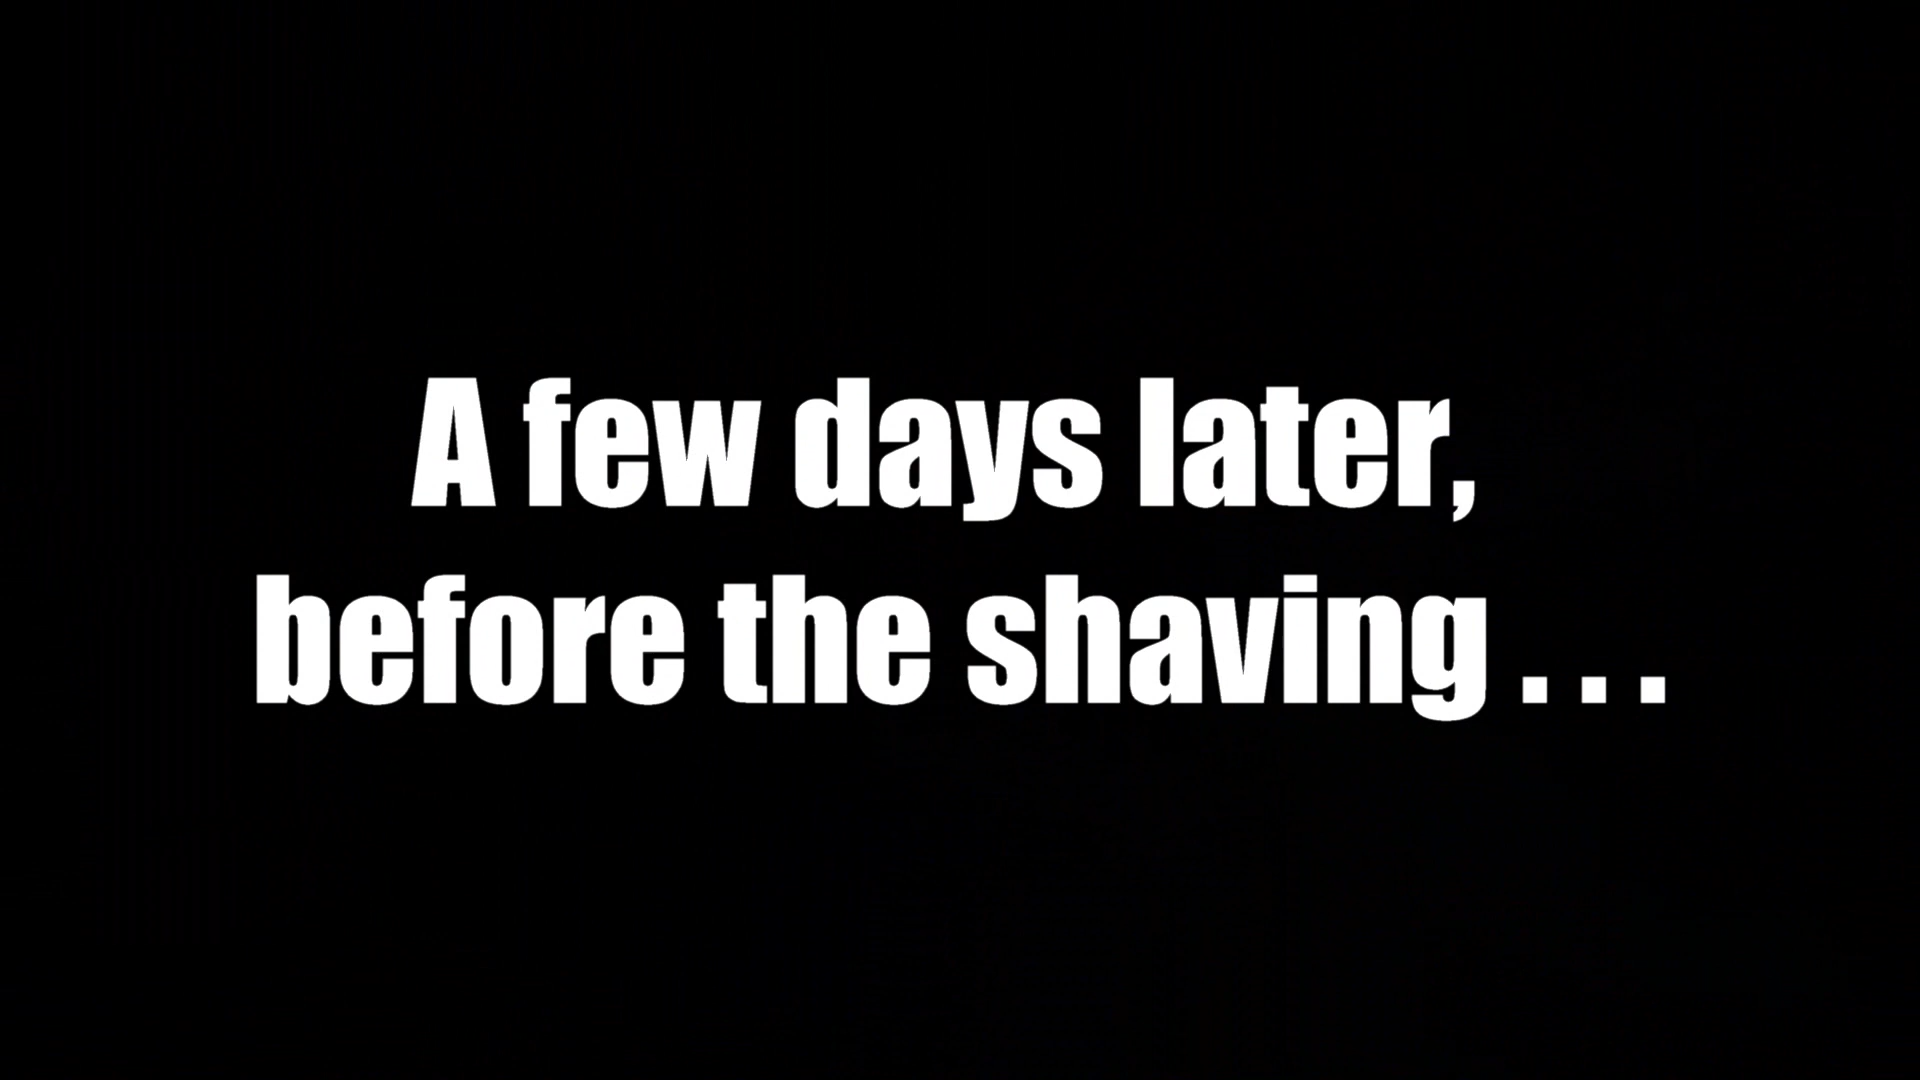 A few days later,
before the shaving . . .